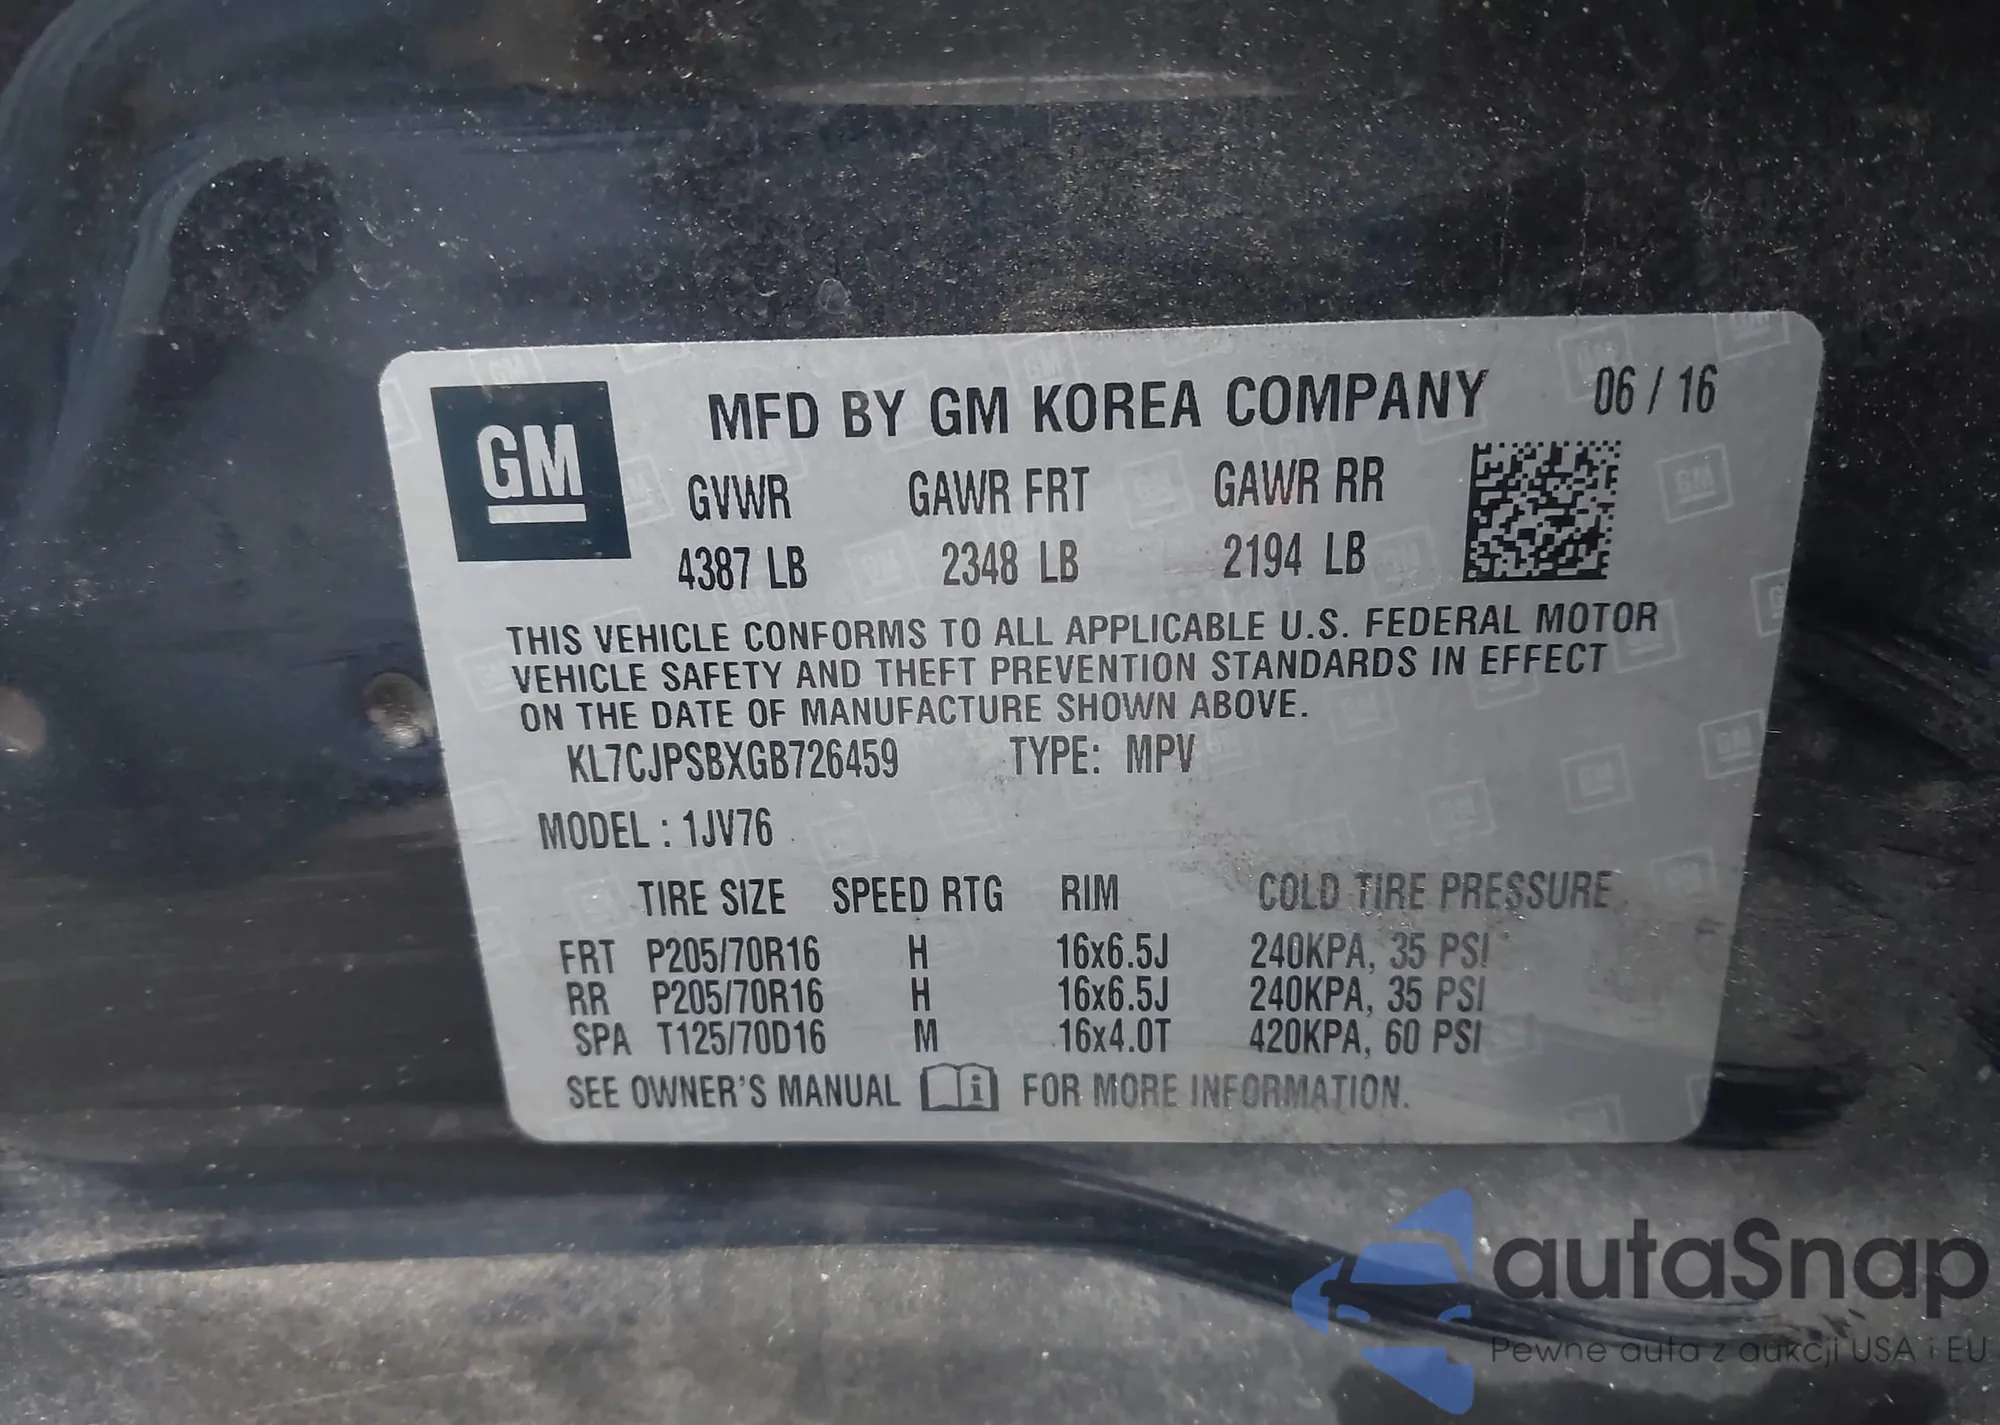 GM
MFD BY GM KOREA COMPANY 06 / 16
GVWR GAWR FRT GAWR RR
4387 LB 2348 LB 2194 LB
THIS VEHICLE CONFORMS TO ALL APPLICABLE U.S. FEDERAL MOTOR
VEHICLE SAFETY AND THEFT PREVENTION STANDARDS IN EFFECT
ON THE DATE OF MANUFACTURE SHOWN ABOVE.
KL7CJPSBXGB726459 TYPE: MPV
MODEL : 1JV76
TIRE SIZE SPEED RTG RIM COLD TIRE PRESSURE
FRT P205/70R16 H 16x6.5J 240KPA, 35 PSI
RR P205/70R16 H 16x6.5J 240KPA, 35 PSI
SPA T125/70D16 M 16x4.0T 420KPA, 60 PSI
SEE OWNER'S MANUAL i FOR MORE INFORMATION.
autaSnap
Pewne auta z aukcji USA i EU